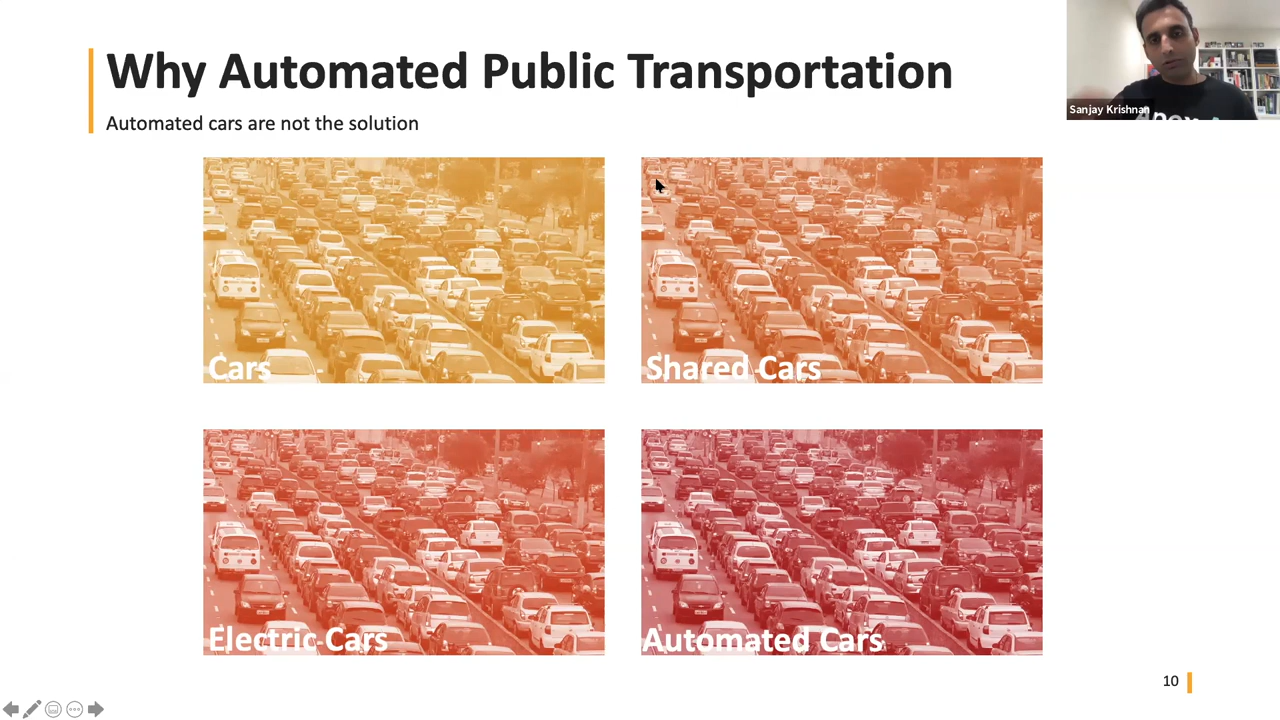 Why Automated Public Transportation
Automated cars are not the solution
Sanjay Krishnan
Cars
Shared Cars
Electric Cars
Automated Cars
10